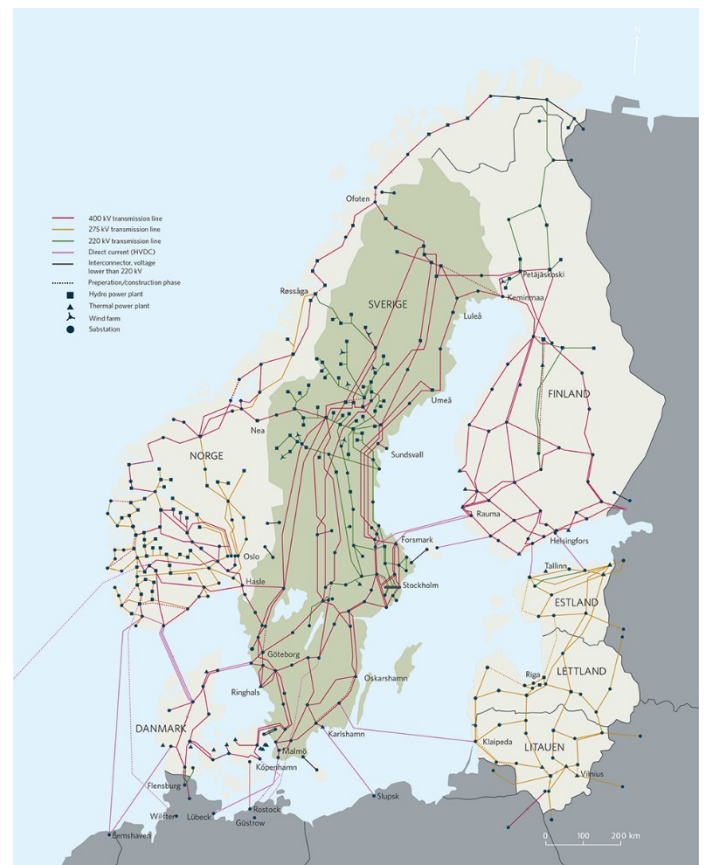 N
400 kV transmission line
275 kV transmission line
220 kV transmission line
Direct current (HVDC)
Interconnector, voltage
lower than 220 kV
Preperation/construction phase
Hydro power plant
Thermal power plant
Wind farm
Substation
Ofoten
Røssåga
SVERIGE
Petäjäskoski
Keminmaa
Luleå
FINLAND
Umeå
Nea
NORGE
Sundsvall
Rauma
Forsmark
Helsingfors
Oslo
Hasle
Stockholm
Tallinn
ESTLAND
Göteborg
Riga
LETTLAND
Ringhals
Oskarshamn
DANMARK
Karlshamn
Klaipeda
LITAUEN
Malmö
Köpenhamn
Vilnius
Flensburg
Slupsk
Rostock
Lübeck
Güstrow
Eemshaven
0 100 200 km